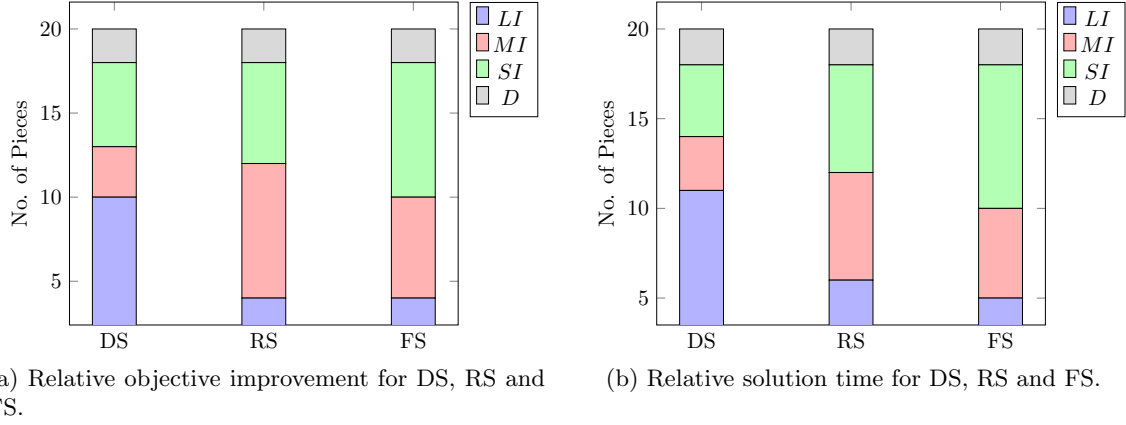 20
15
10
5
No. of Pieces
DS RS FS
LI
MI
SI
D
a) Relative objective improvement for DS, RS and
FS.
20
15
10
5
No. of Pieces
DS RS FS
LI
MI
SI
D
(b) Relative solution time for DS, RS and FS.